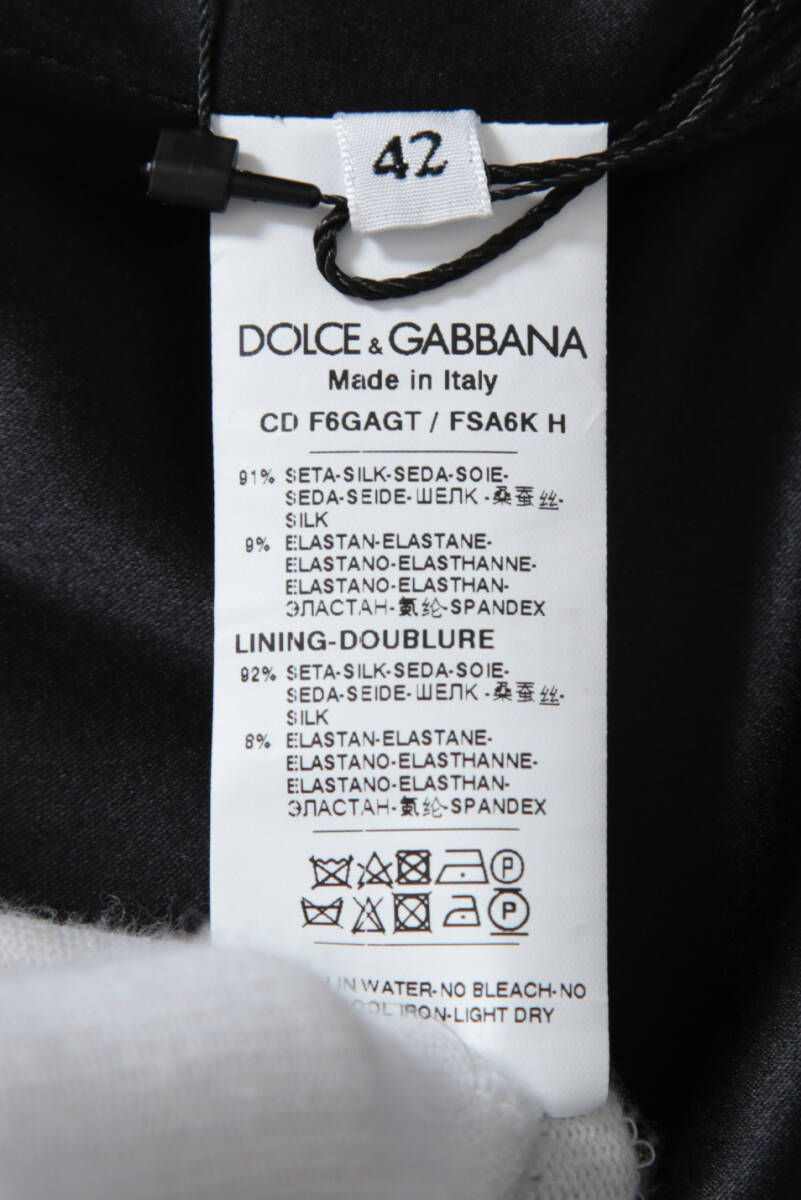 42
DOLCE & GABBANA
Made in Italy
CD F6GAGT / FSA6K H
91% SETA-SILK-SEDA-SOIE-
SEDA-SEIDE-ШЕЛК -桑蚕丝-
SILK
9% ELASTAN-ELASTANE-
ELASTANO-ELASTHANNE-
ELASTANO-ELASTHAN-
ЭЛАСТАН-氨纶-SPANDEX
LINING-DOUBLURE
92% SETA-SILK-SEDA-SOIE-
SEDA-SEIDE-ШЕЛК -桑蚕丝-
SILK
8% ELASTAN-ELASTANE-
ELASTANO-ELASTHANNE-
ELASTANO-ELASTHAN-
ЭЛАСТАН-氨纶-SPANDEX
P
P
IN WATER-NO BLEACH-NO
IRON-LIGHT DRY